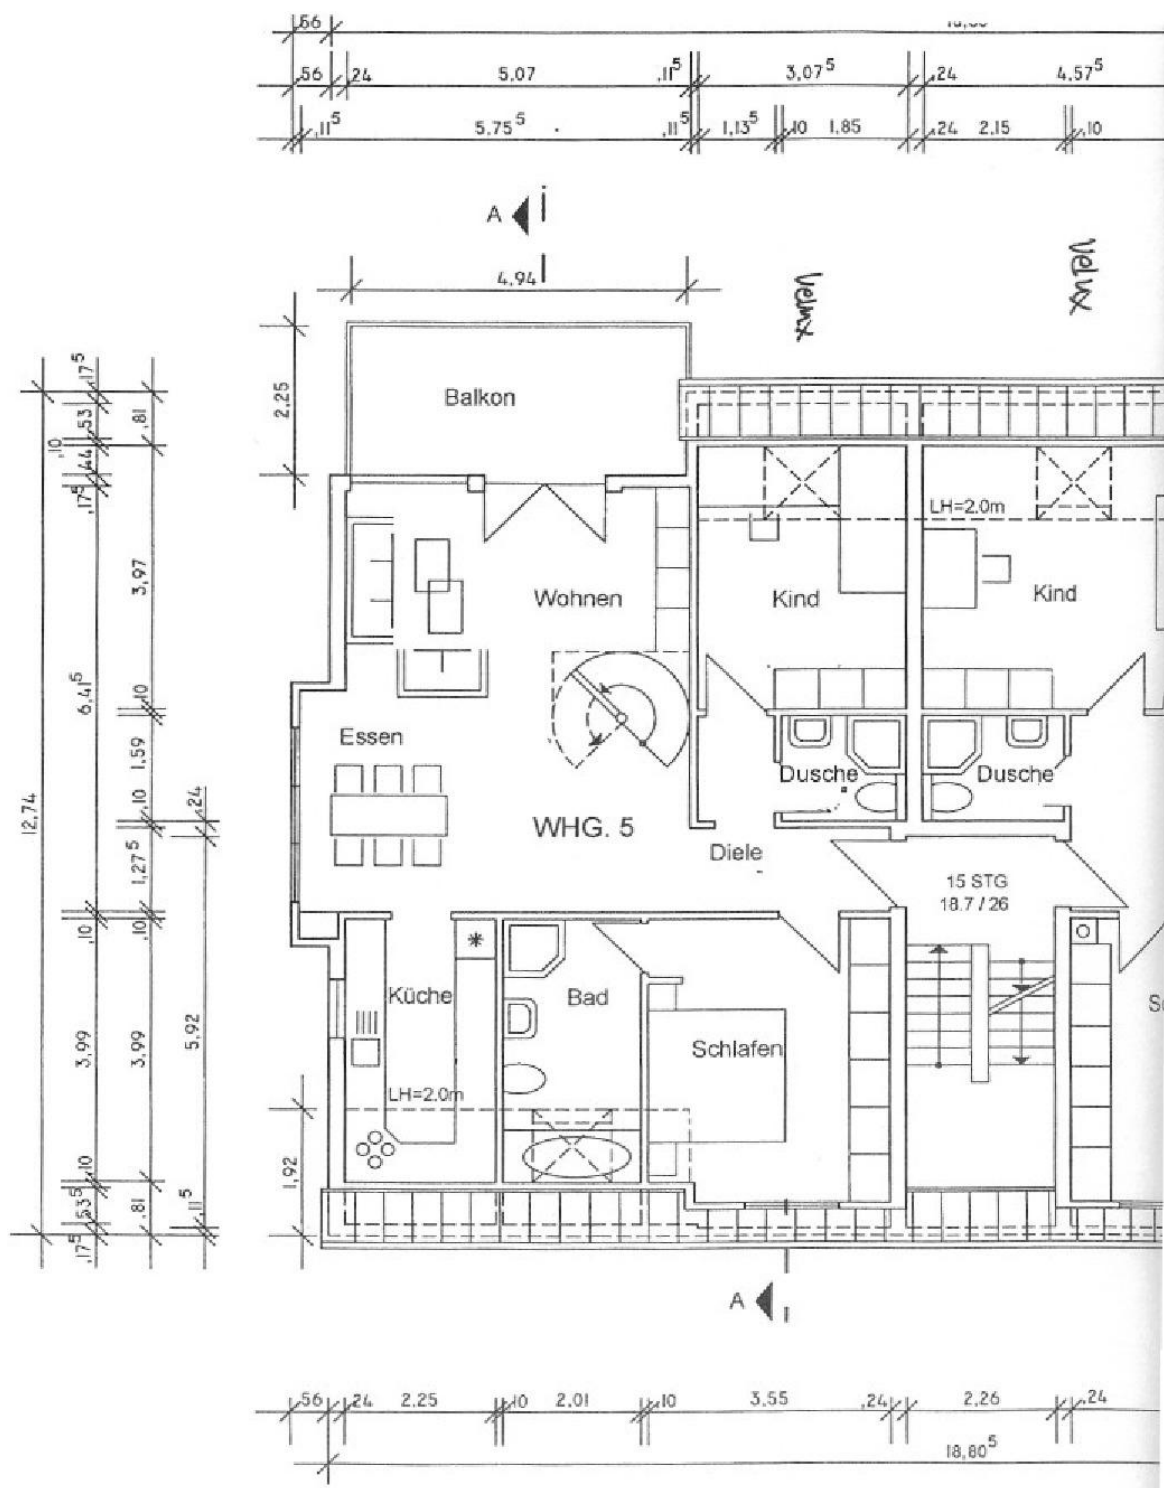 ,56
,56 ,24 5.07 ,11⁵ 3,07⁵ ,24 4,57⁵
,11⁵ 5.75⁵ ,11⁵ 1,13⁵ ,10 1.85 ,24 2.15 ,10
A
4,94
Velux
Velux
2,25
Balkon
LH=2.0m
Wohnen
Kind
Kind
Essen
Dusche
Dusche
WHG. 5
Diele
15 STG
18.7 / 26
Küche
Bad
Schlafen
LH=2.0m
12,74
,17⁵
,53
,10
,44
,17⁵
6,41⁵
,10
3,99
,10
,53⁵
,17⁵
,81
3,97
,10
1,59
,10
1,27⁵
,10
3,99
,81
,24
5,92
,11⁵
1,92
A
,56 ,24 2.25 ,10 2.01 ,10 3.55 ,24 2,26 ,24
18,80⁵